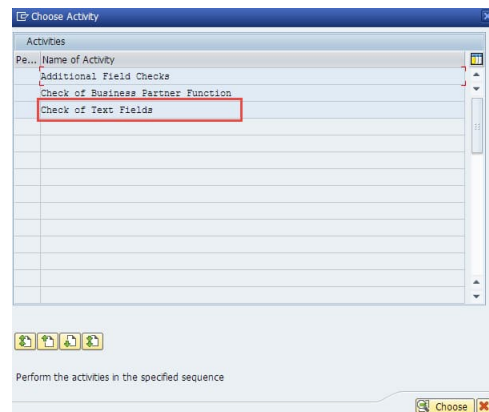 Choose Activity
Activities
Pe... Name of Activity
Additional Field Checks
Check of Business Partner Function
Check of Text Fields
Perform the activities in the specified sequence
Choose